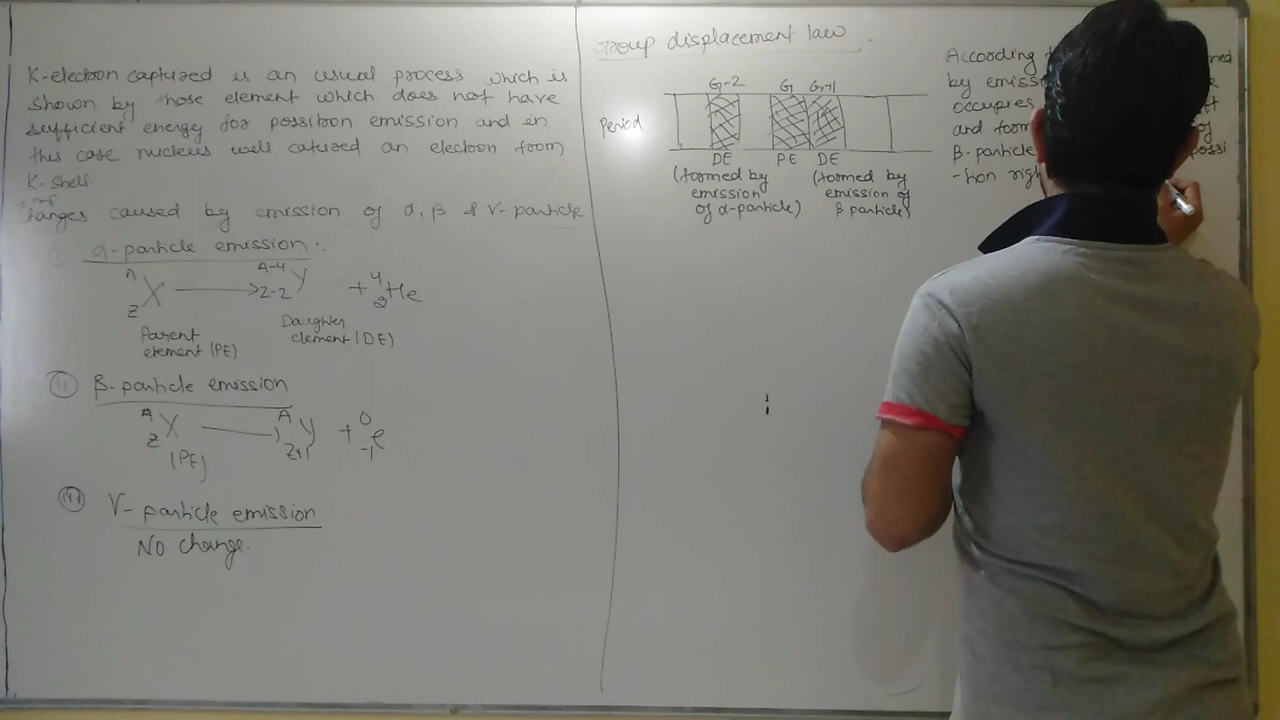 K-electron captured is an usual process which is
shown by those element which does not have
sufficient energy for possitron emission and in
this case nucleus well catured an electron from
K-shell.
Changes caused by emission of α, β & γ-particle
α-particle emission :.
A X Z → A-4 Y Z-2 + 4 He 2
Parent element (PE)
Daughter element (DE)
(ii) β-particle emission
A X Z → A Y Z+1 + 0 e -1
(PE)
(iii) γ-particle emission
No change.
Group displacement law :-
G-2 G G+1
Period
DE PE DE
(formed by emission of of α-particle)
(formed by emission of β particle)
According
by emiss
occupies
and form of
β-particle possi
-tion righ